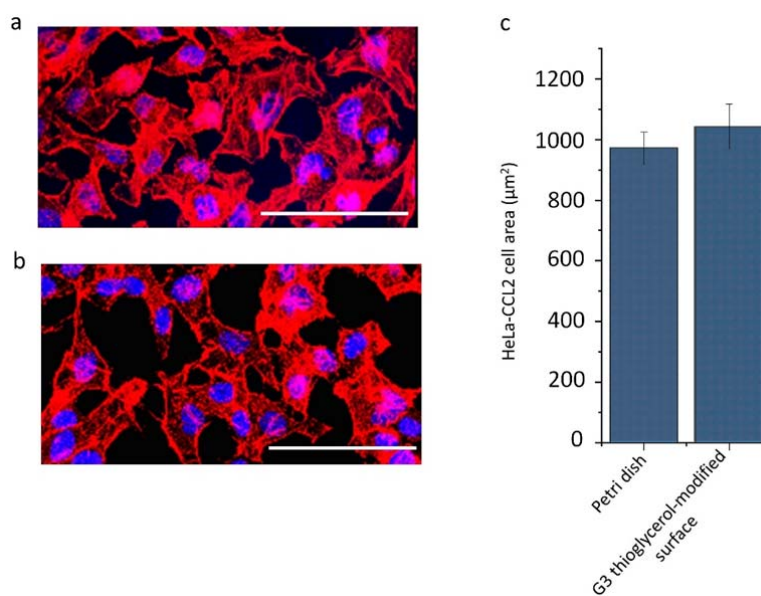 a
b
c
1200
1000
800
600
400
200
0
HeLa-CCL2 cell area (µm²)
Petri dish
G3 thioglycerol-modified
surface